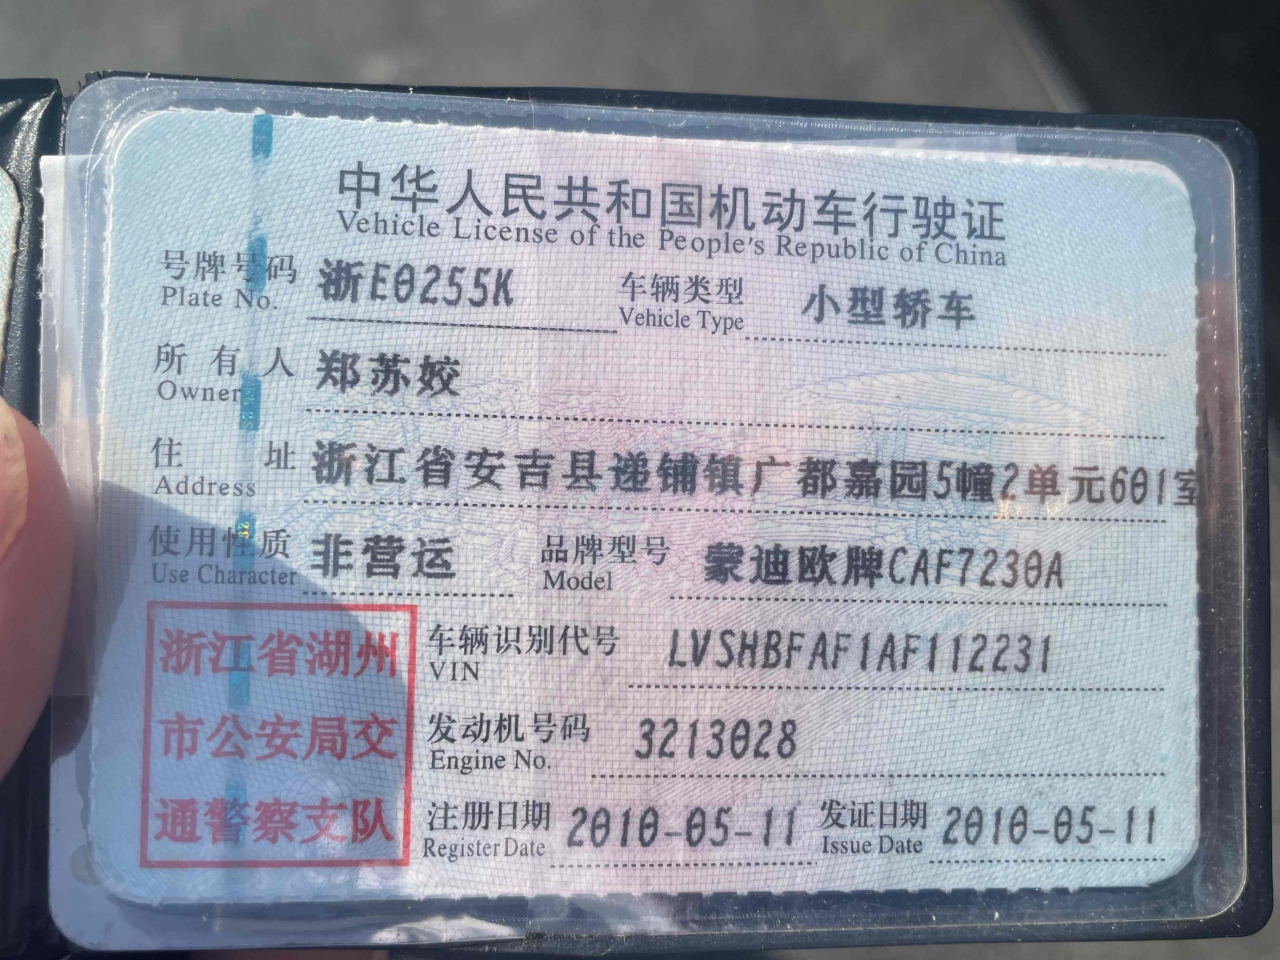 中华人民共和国机动车行驶证
Vehicle License of the People's Republic of China
号牌号码 浙E0255K 车辆类型 小型轿车
Plate No. Vehicle Type
所有人 郑苏姣
Owner
住址 浙江省安吉县递铺镇广都嘉园5幢2单元601室
Address
使用性质 非营运 品牌型号 蒙迪欧牌CAF7230A
Use Character Model
浙江省湖州
市公安局交
通警察支队
车辆识别代号 LVSHBFAF1AF112231
VIN
发动机号码 3213028
Engine No.
注册日期 2010-05-11 发证日期 2010-05-11
Register Date Issue Date